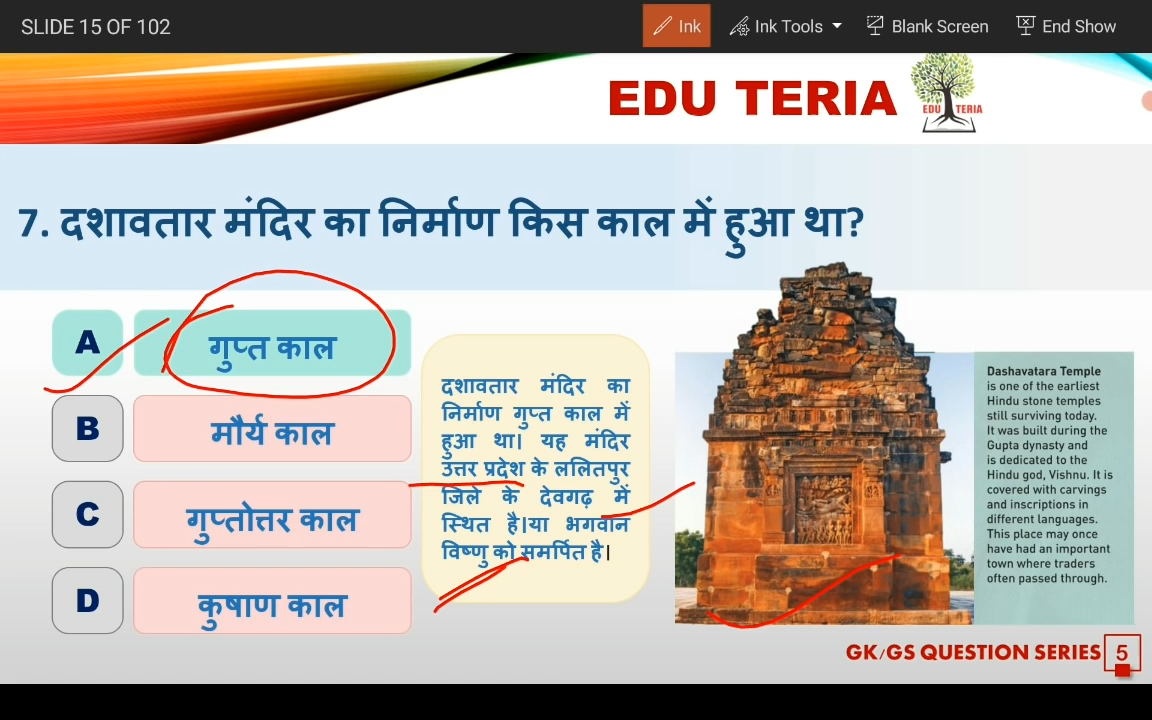 SLIDE 15 OF 102
Ink
Ink Tools
Blank Screen
End Show
EDU TERIA
EDU TERIA
7. दशावतार मंदिर का निर्माण किस काल में हुआ था?
A
गुप्त काल
B
मौर्य काल
C
गुप्तोत्तर काल
D
कुषाण काल
दशावतार मंदिर का
निर्माण गुप्त काल में
हुआ था। यह मंदिर
उत्तर प्रदेश के ललितपुर
जिले के देवगढ़ में
स्थित है।या भगवान
विष्णु को समर्पित है।
Dashavatara Temple
is one of the earliest
Hindu stone temples
still surviving today.
It was built during the
Gupta dynasty and
is dedicated to the
Hindu god, Vishnu. It is
covered with carvings
and inscriptions in
different languages.
This place may once
have had an important
town where traders
often passed through.
GK/GS QUESTION SERIES 5